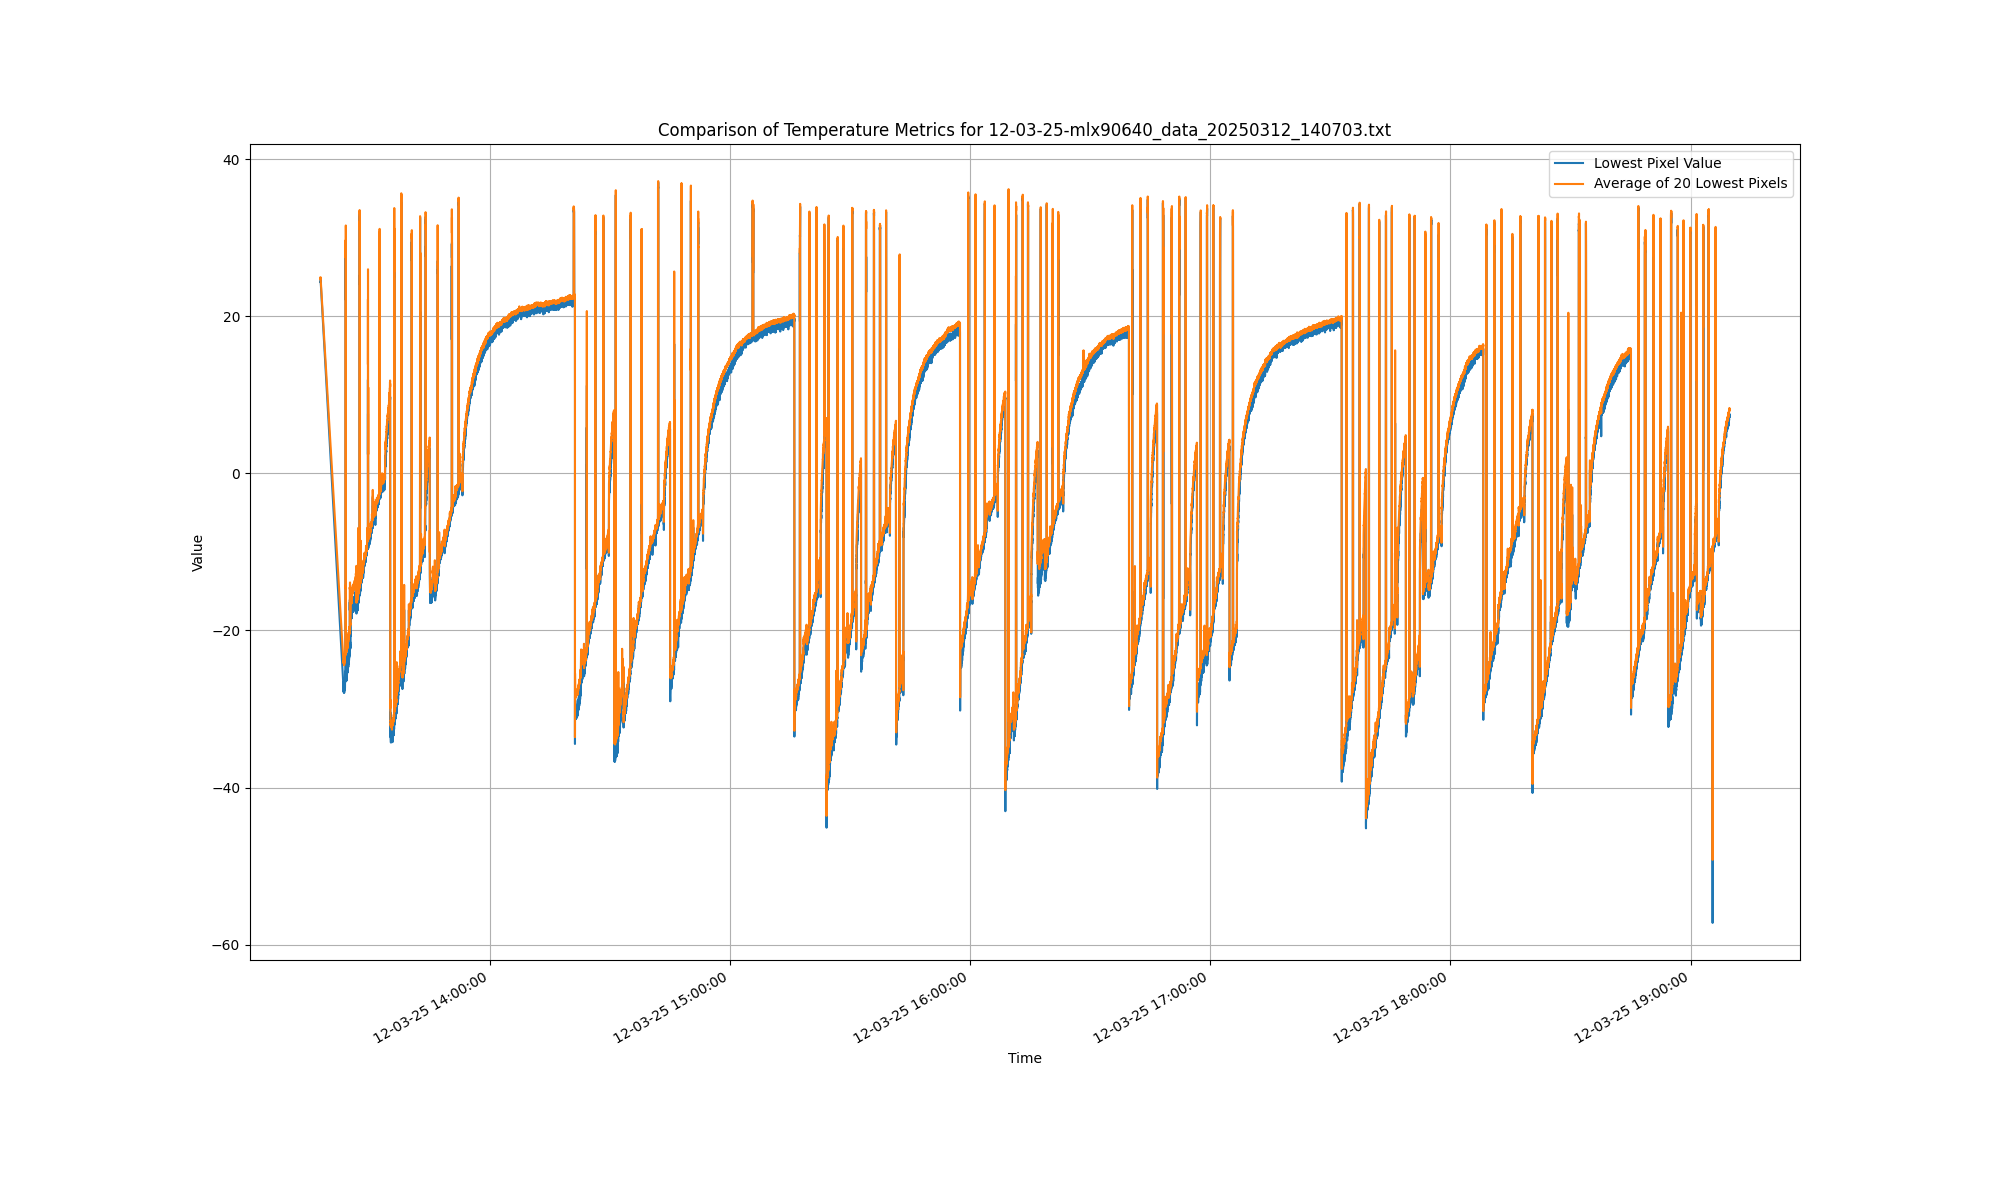 Comparison of Temperature Metrics for 12-03-25-mlx90640_data_20250312_140703.txt
Lowest Pixel Value
Average of 20 Lowest Pixels
40
20
0
−20
−40
−60
Value
12-03-25 14:00:00
12-03-25 15:00:00
12-03-25 16:00:00
12-03-25 17:00:00
12-03-25 18:00:00
12-03-25 19:00:00
Time